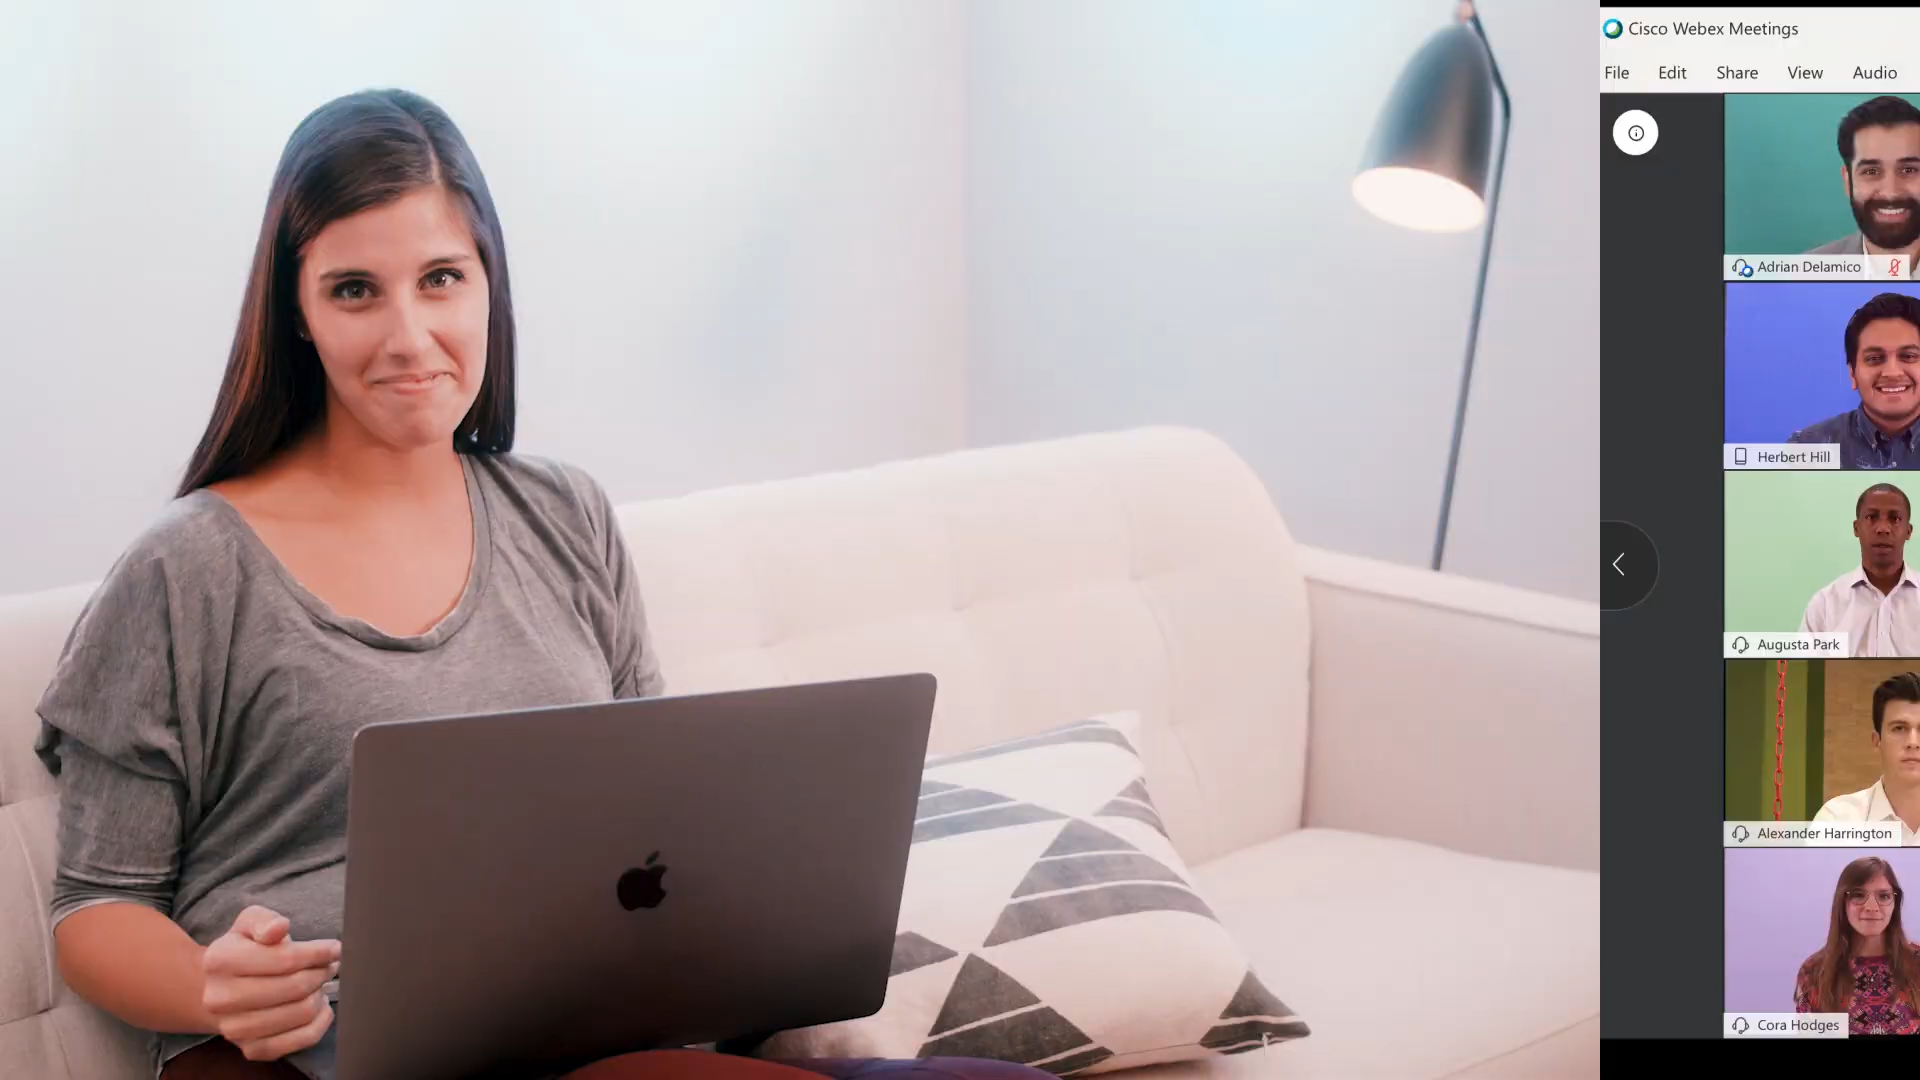 Cisco Webex Meetings
File Edit Share View Audio
Adrian Delamico
Herbert Hill
Augusta Park
Alexander Harrington
Cora Hodges